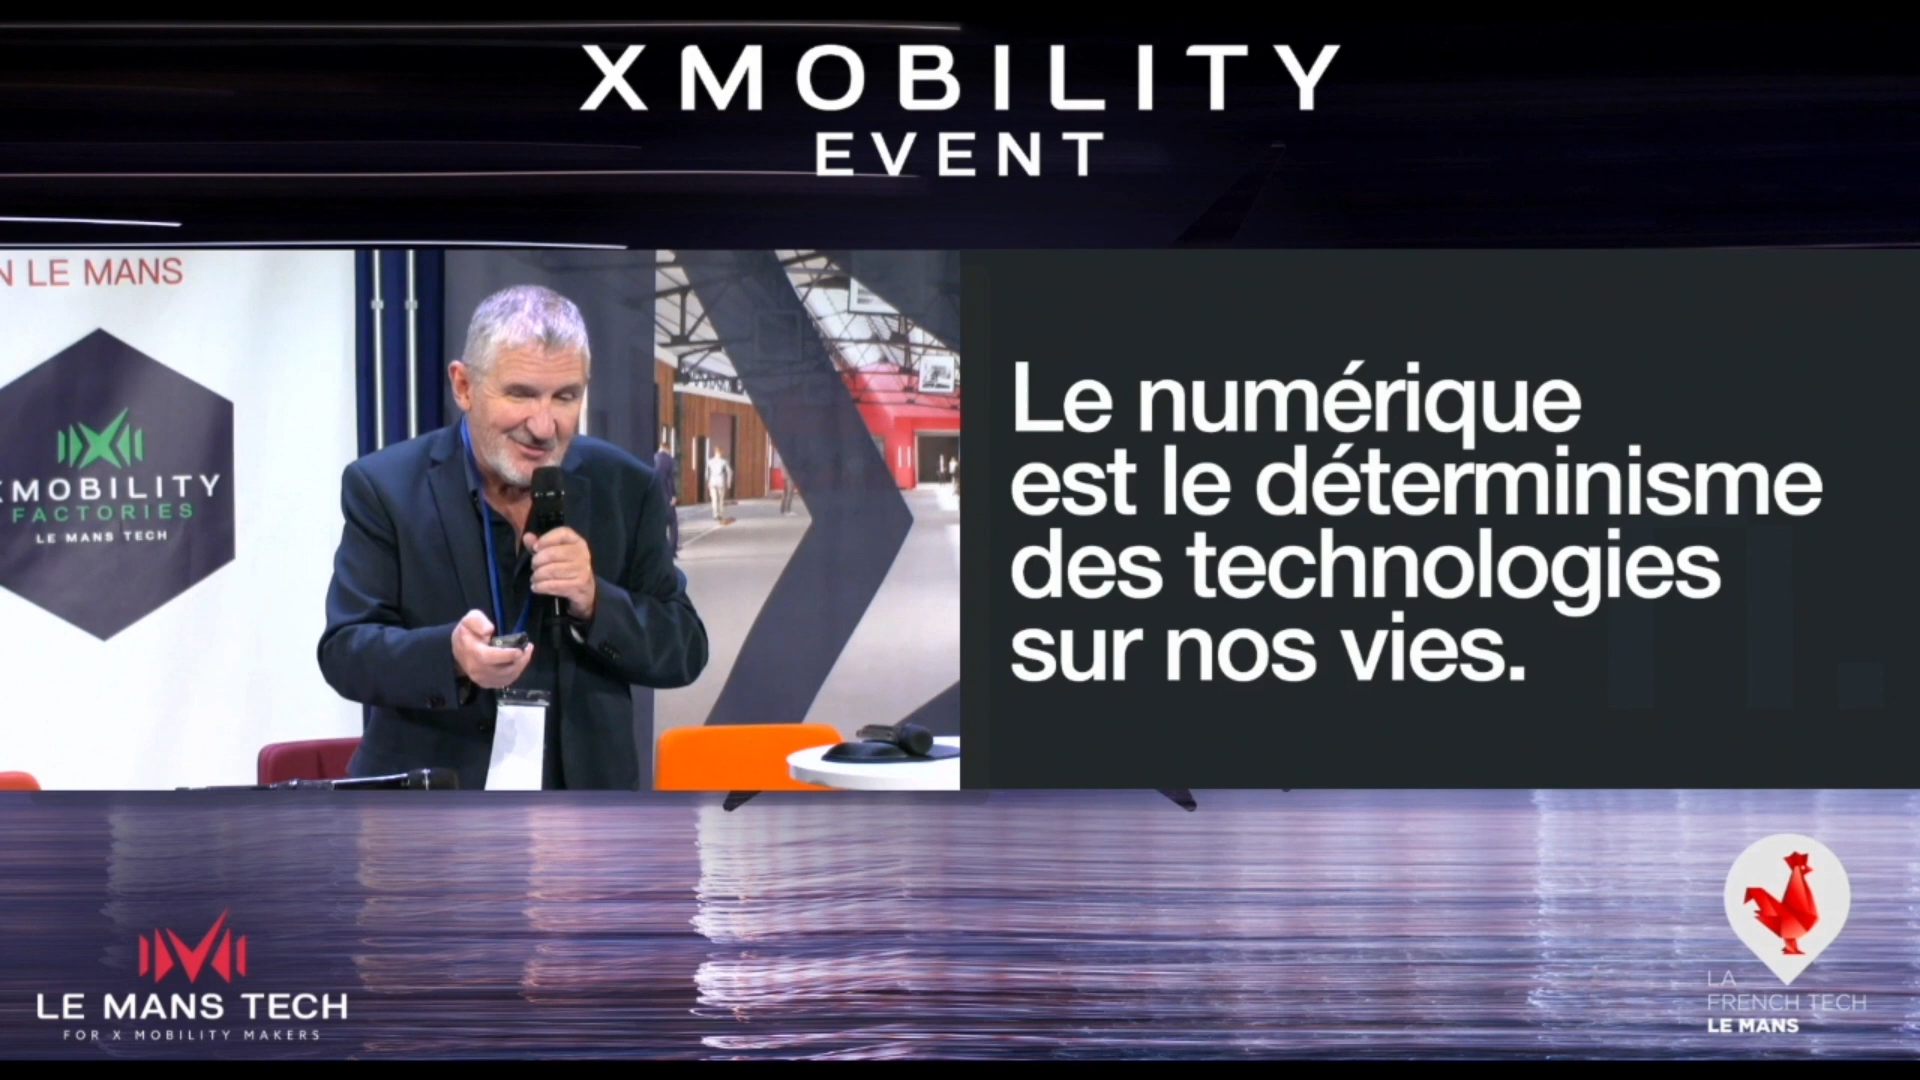 XMOBILITY
EVENT
N LE MANS
XMOBILITY
FACTORIES
LE MANS TECH
Le numérique
est le déterminisme
des technologies
sur nos vies.
LE MANS TECH
FOR X MOBILITY MAKERS
LA
FRENCH TECH
LE MANS